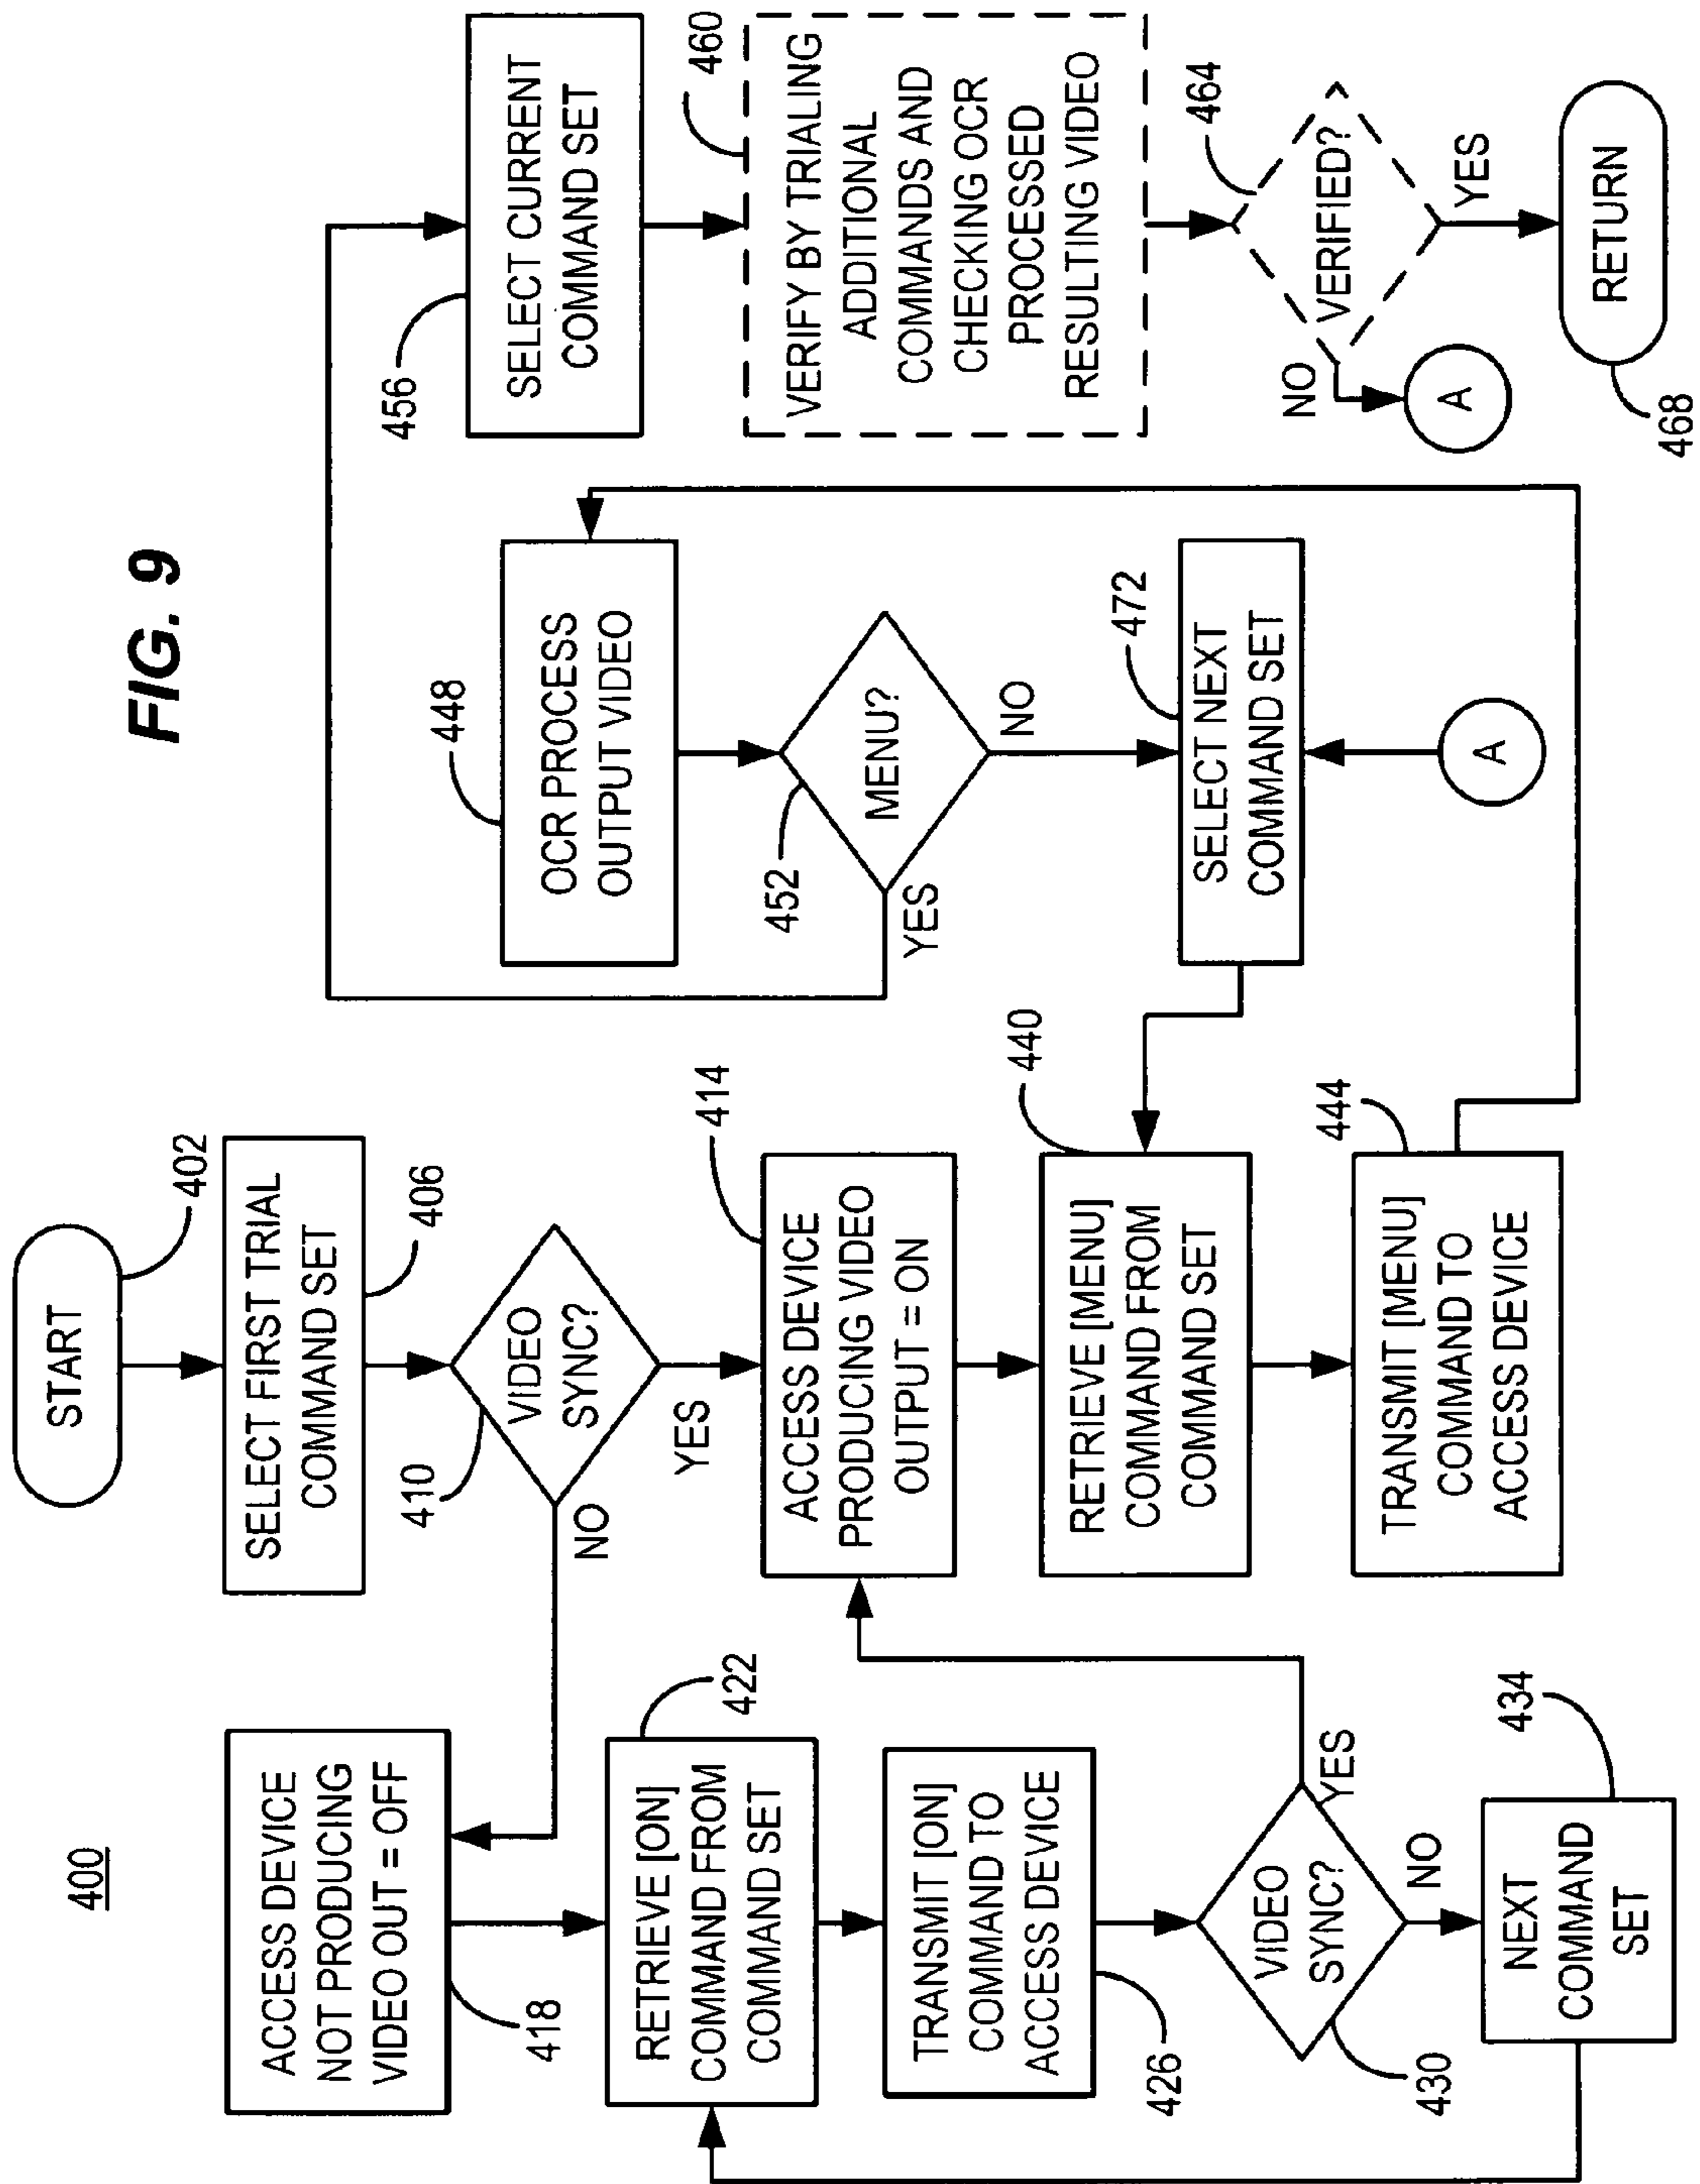 FIG. 9
400
START
402
SELECT FIRST TRIAL
COMMAND SET
406
VIDEO
SYNC?
410
NO
YES
ACCESS DEVICE
NOT PRODUCING
VIDEO OUT = OFF
418
RETRIEVE [ON]
COMMAND FROM
COMMAND SET
422
TRANSMIT [ON]
COMMAND TO
ACCESS DEVICE
426
VIDEO
SYNC?
430
YES
NO
NEXT
COMMAND
SET
434
ACCESS DEVICE
PRODUCING VIDEO
OUTPUT = ON
414
RETRIEVE [MENU]
COMMAND FROM
COMMAND SET
440
TRANSMIT [MENU]
COMMAND TO
ACCESS DEVICE
444
OCR PROCESS
OUTPUT VIDEO
448
MENU?
452
YES
NO
SELECT NEXT
COMMAND SET
472
A
SELECT CURRENT
COMMAND SET
456
VERIFY BY TRIALING
ADDITIONAL
COMMANDS AND
CHECKING OCR
PROCESSED
RESULTING VIDEO
460
VERIFIED?
464
NO
A
YES
RETURN
468